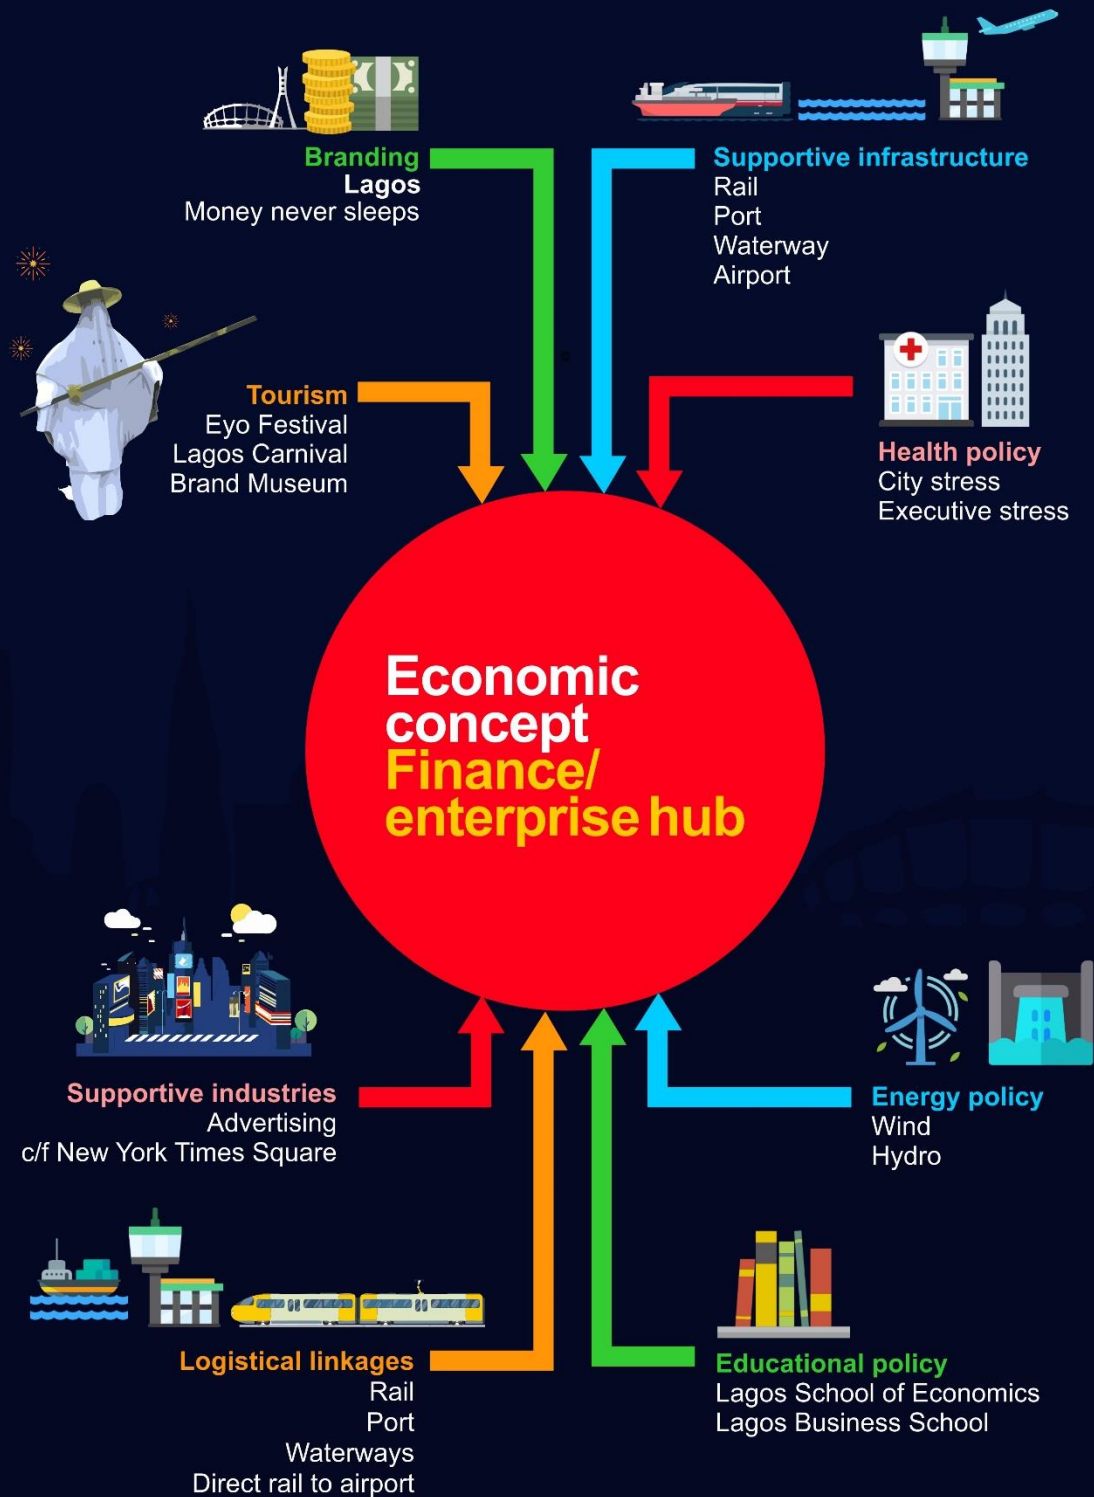 Branding
Lagos
Money never sleeps
Supportive infrastructure
Rail
Port
Waterway
Airport
Tourism
Eyo Festival
Lagos Carnival
Brand Museum
Health policy
City stress
Executive stress
Economic
concept
Finance/
enterprise hub
Supportive industries
Advertising
c/f New York Times Square
Energy policy
Wind
Hydro
Logistical linkages
Rail
Port
Waterways
Direct rail to airport
Educational policy
Lagos School of Economics
Lagos Business School